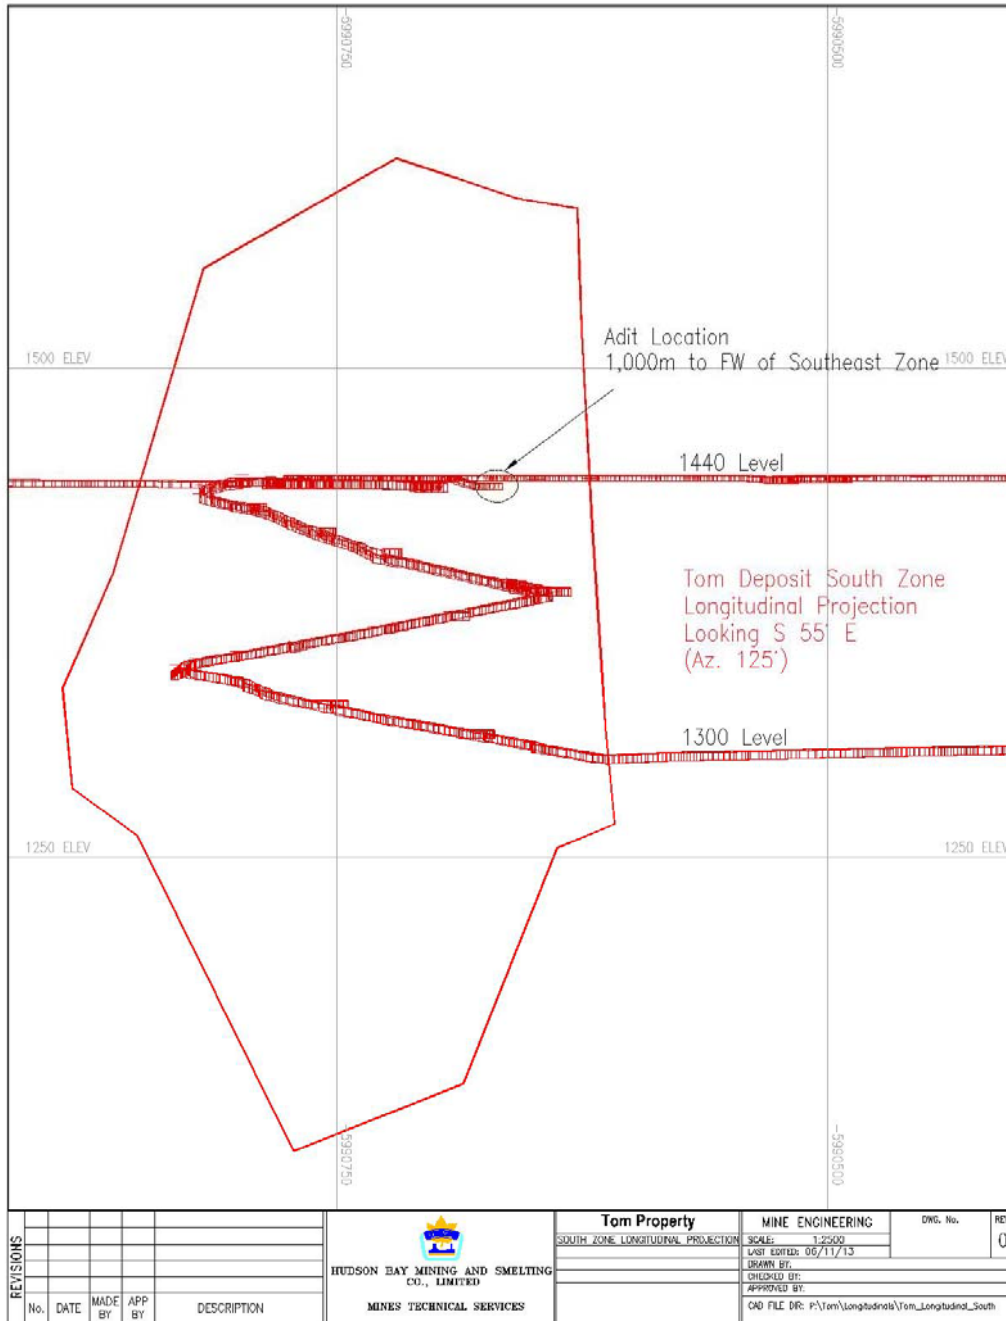 -5990750
-5990500
Adit Location
1,000m to FW of Southeast Zone
1500 ELEV
1500 ELEV
1440 Level
Tom Deposit South Zone
Longitudinal Projection
Looking S 55° E
(Az. 125°)
1300 Level
1250 ELEV
1250 ELEV
-5990750
-5990500
REVISIONS
No.
DATE
MADE BY
APP BY
DESCRIPTION
HUDSON BAY MINING AND SMELTING
CO., LIMITED
MINES TECHNICAL SERVICES
Tom Property
SOUTH ZONE LONGITUDINAL PROJECTION
MINE ENGINEERING
SCALE: 1:2500
LAST EDITED: 06/11/13
DRAWN BY:
CHECKED BY:
APPROVED BY:
CAD FILE DIR: P:\Tom\Longitudinals\Tom_Longitudinal_South
DWG. No.
RE
0